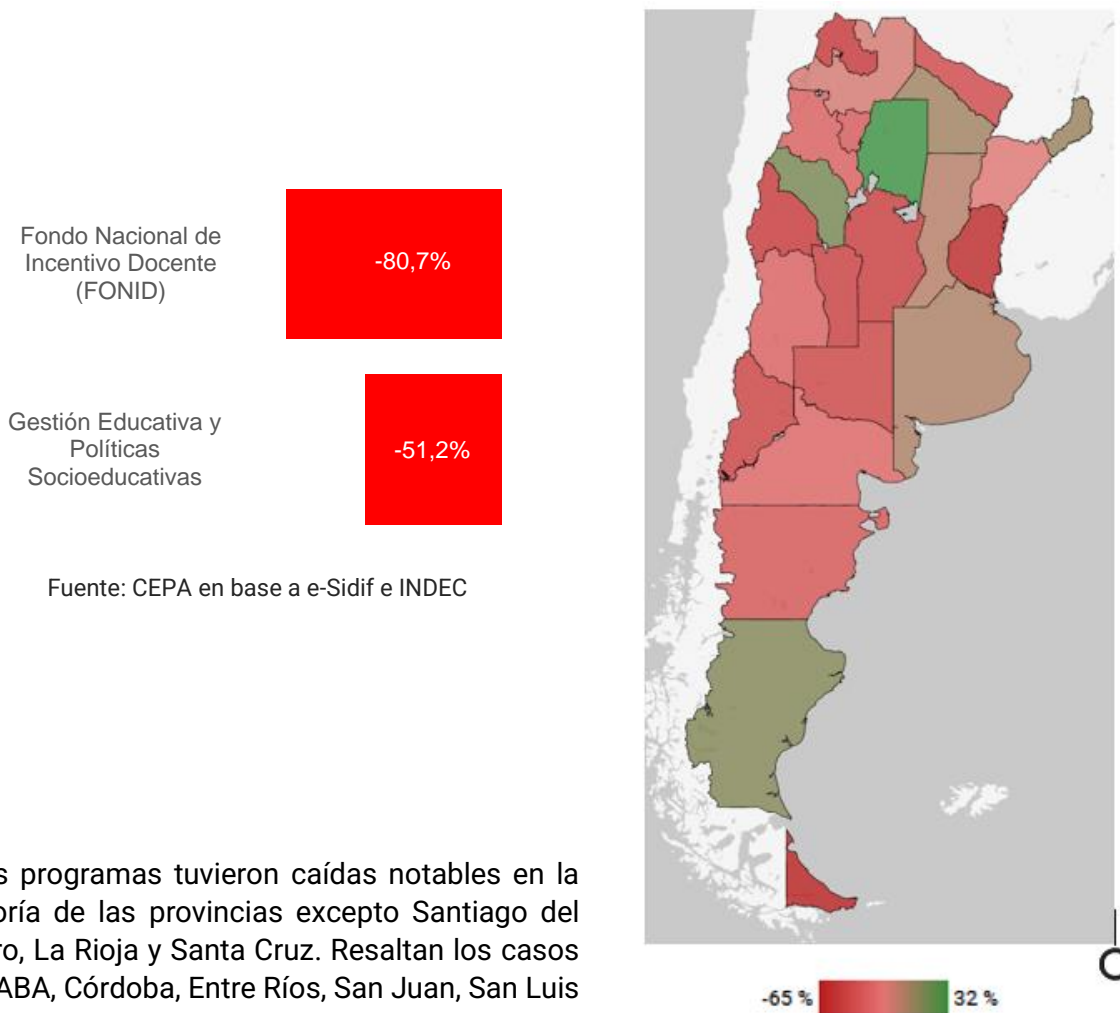 Fondo Nacional de
Incentivo Docente
(FONID)
-80,7%
Gestión Educativa y
Políticas
Socioeducativas
-51,2%
Fuente: CEPA en base a e-Sidif e INDEC
s programas tuvieron caídas notables en la
oría de las provincias excepto Santiago del
ro, La Rioja y Santa Cruz. Resaltan los casos
ABA, Córdoba, Entre Ríos, San Juan, San Luis
-65 %
32 %